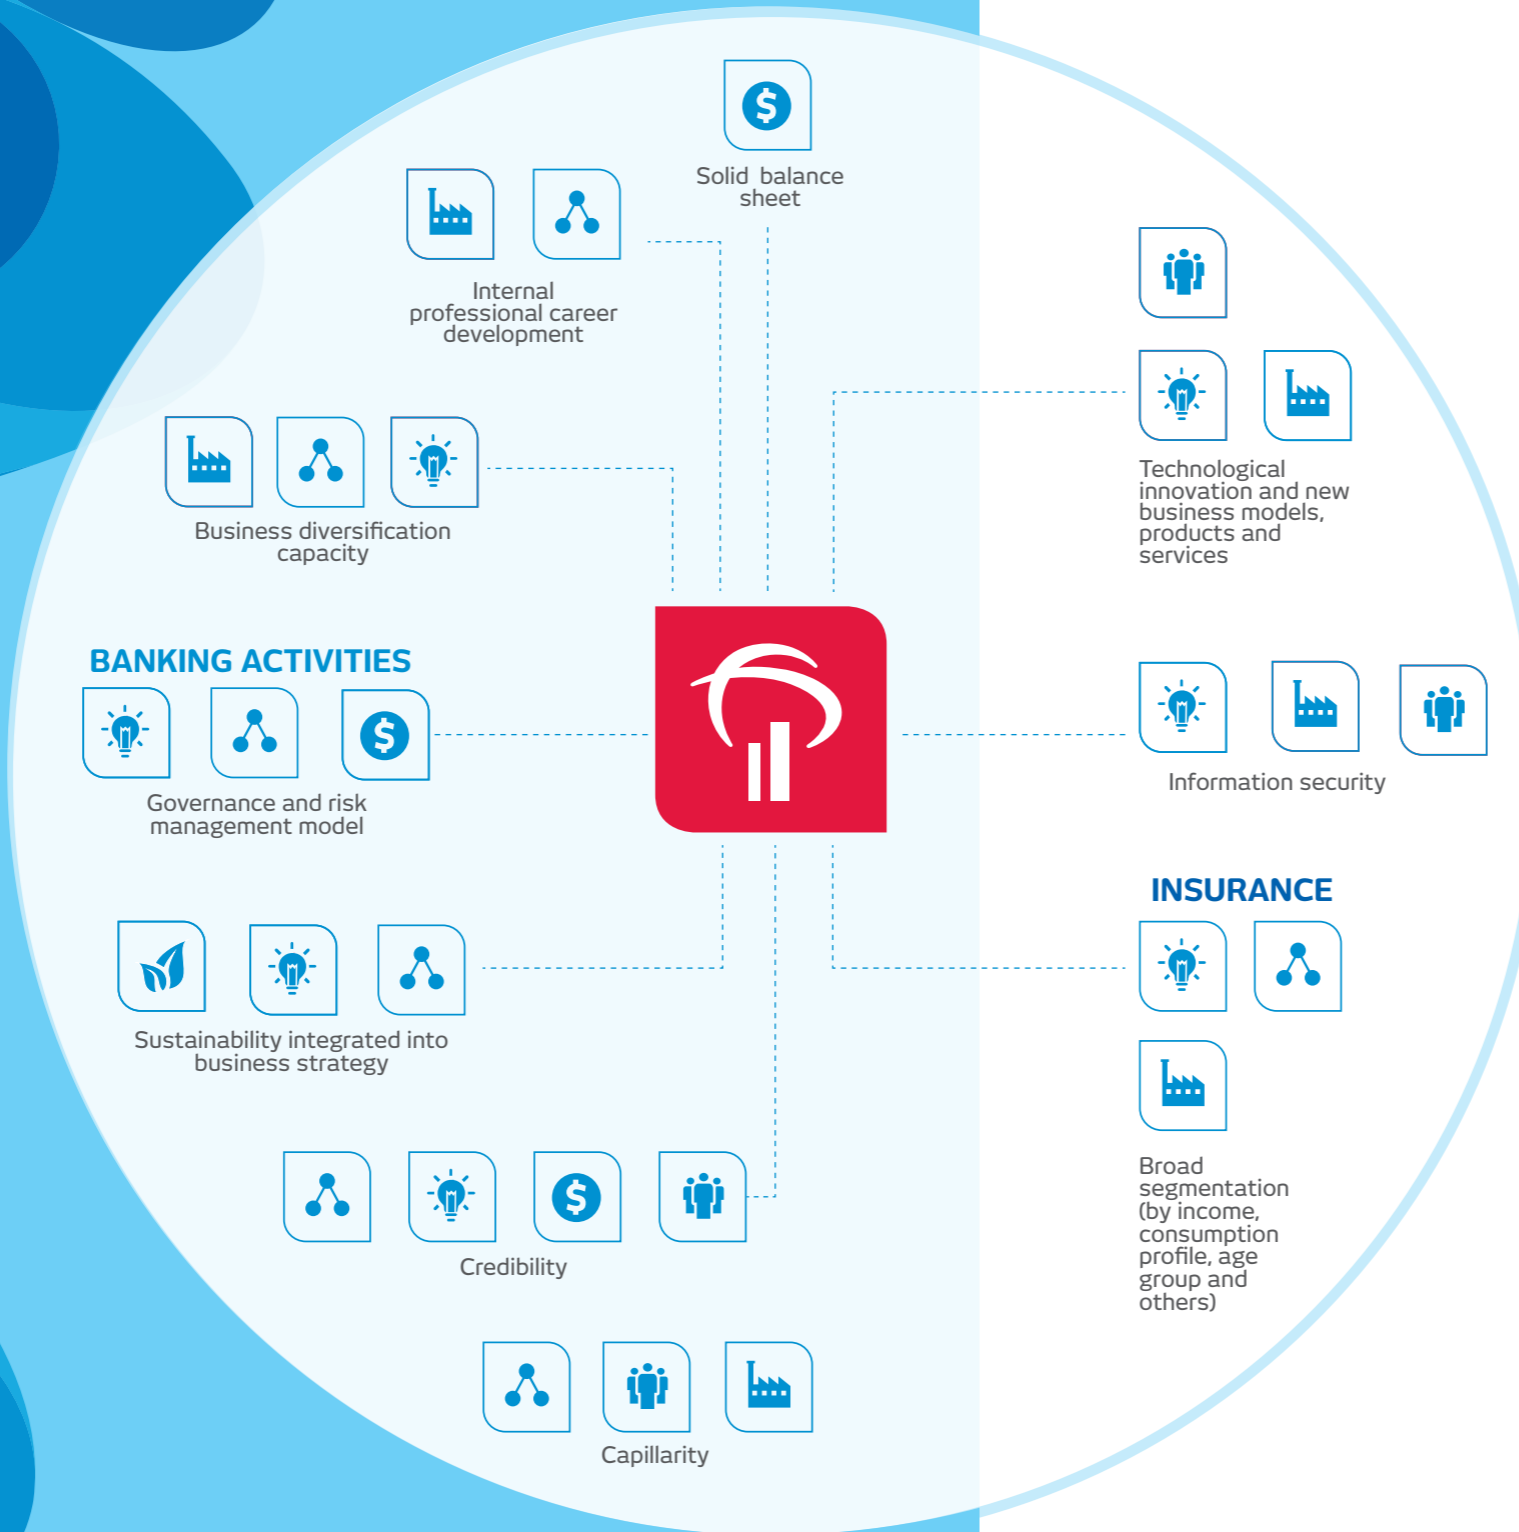 Solid balance
sheet
Internal
professional career
development
Technological
innovation and new
business models,
products and
services
Business diversification
capacity
BANKING ACTIVITIES
Governance and risk
management model
Information security
INSURANCE
Sustainability integrated into
business strategy
Broad
segmentation
(by income,
consumption
profile, age
group and
others)
Credibility
Capillarity